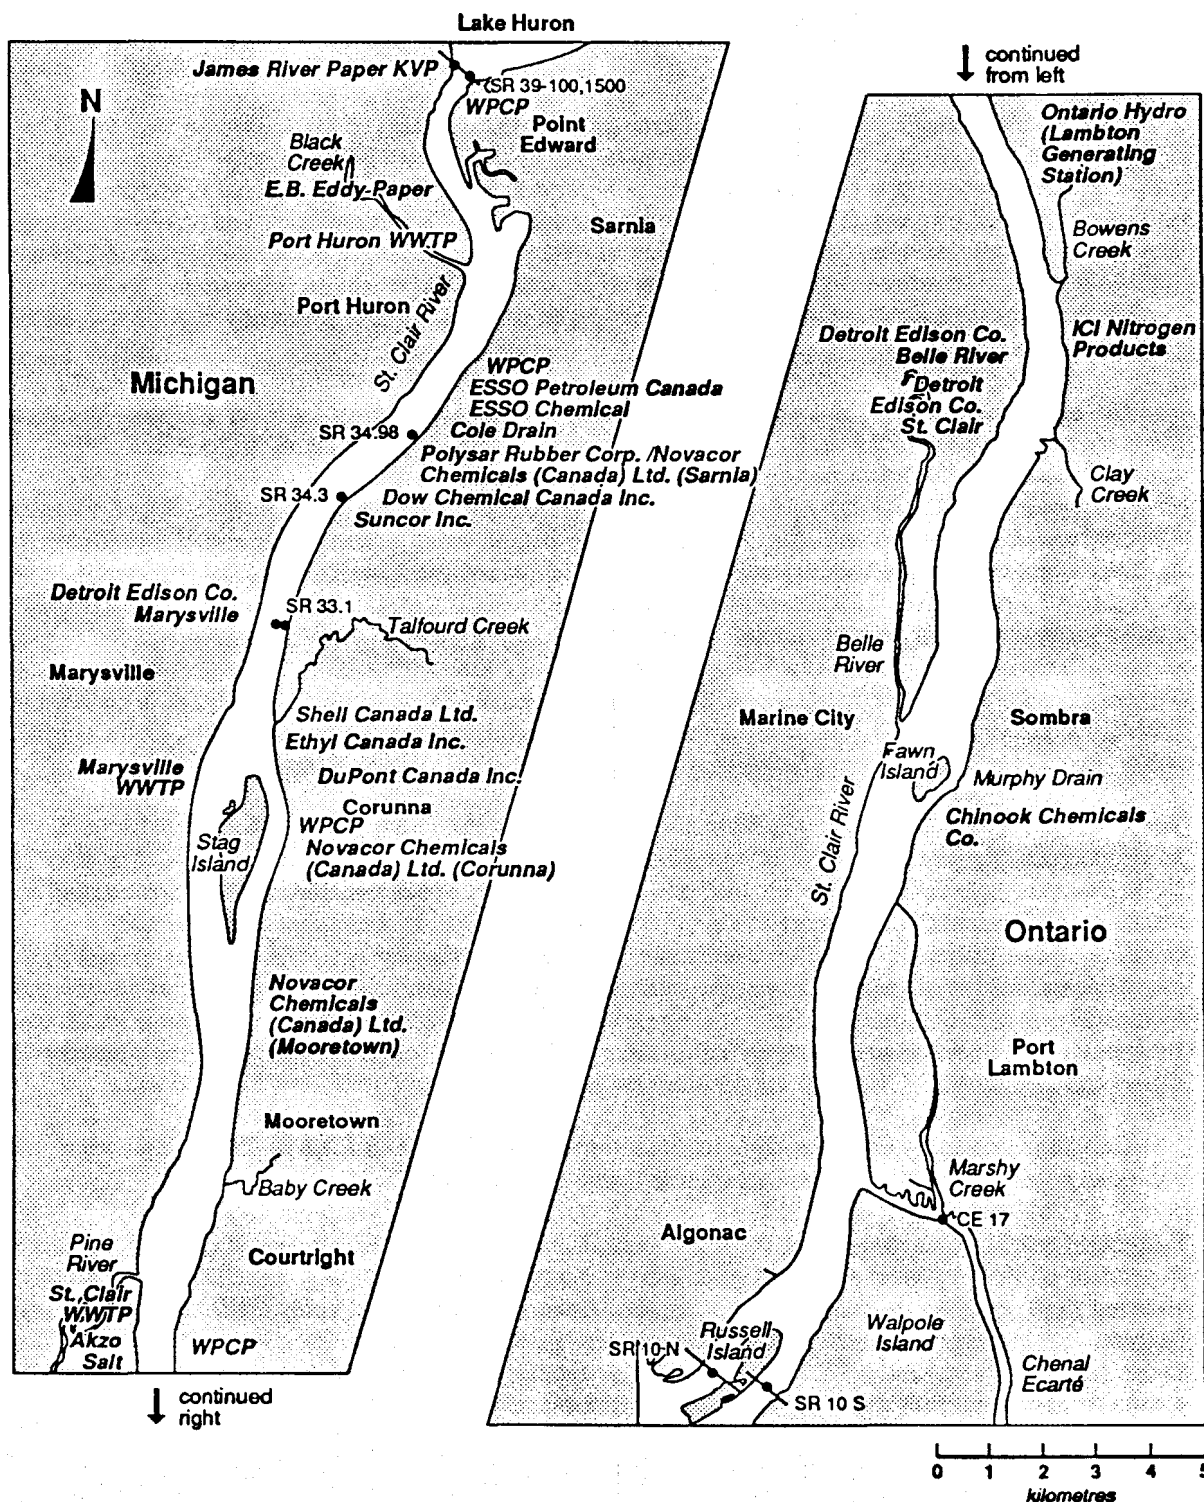 Lake Huron
James River Paper KVP
SR 39-100,1500
WPCP
N
Point
Edward
Black
Creek
E.B. Eddy-Paper
Sarnia
Port Huron WWTP
Port Huron
St. Clair River
Michigan
WPCP
ESSO Petroleum Canada
ESSO Chemical
SR 34.98
Cole Drain
Polysar Rubber Corp. /Novacor
Chemicals (Canada) Ltd. (Sarnia)
SR 34.3
Dow Chemical Canada Inc.
Suncor Inc.
Detroit Edison Co.
Marysville
SR 33.1
Talfourd Creek
Marysville
Shell Canada Ltd.
Ethyl Canada Inc.
Marysville
WWTP
DuPont Canada Inc.
Corunna
WPCP
Stag
Island
Novacor Chemicals
(Canada) Ltd. (Corunna)
Novacor
Chemicals
(Canada) Ltd.
(Mooretown)
Mooretown
Baby Creek
Pine
River
Courtright
St. Clair
WWTP
Akzo
Salt
WPCP
continued
right
continued
from left
Ontario Hydro
(Lambton
Generating
Station)
Bowens
Creek
Detroit Edison Co.
Belle River
ICI Nitrogen
Products
Detroit
Edison Co.
St. Clair
Clay
Creek
Belle
River
Marine City
Sombra
Fawn
Island
Murphy Drain
St. Clair River
Chinook Chemicals
Co.
Ontario
Port
Lambton
Marshy
Creek
CE 17
Algonac
Russell
Island
Walpole
Island
SR 10 N
Chenal
Ecarté
SR 10 S
0 1 2 3 4 5
kilometres